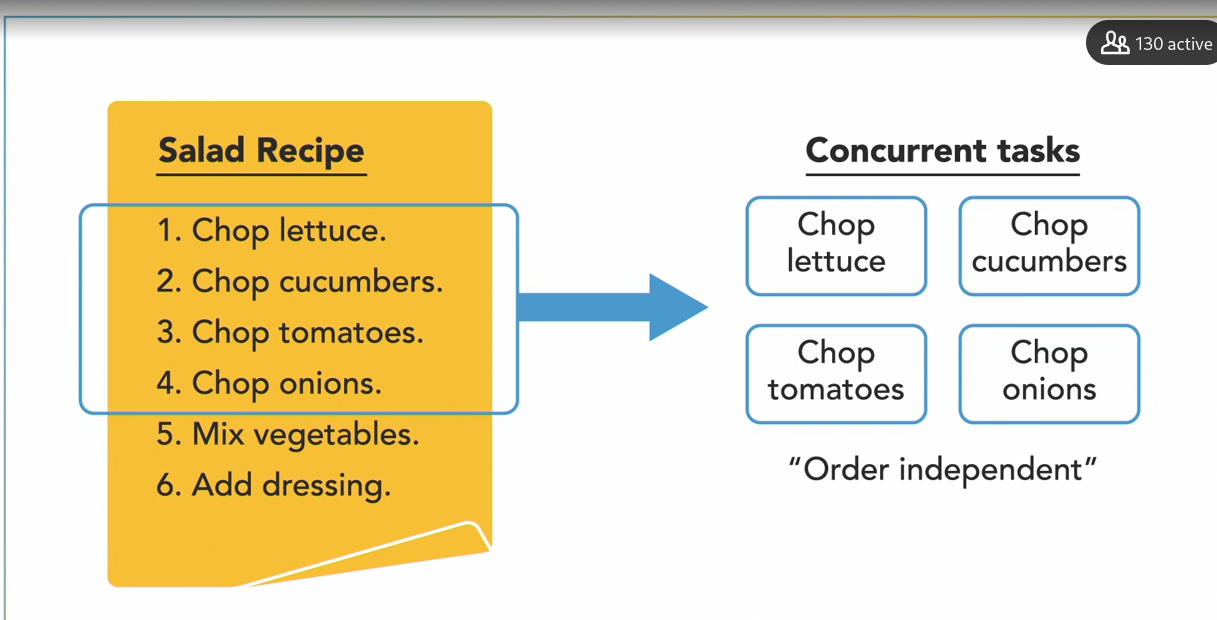 130 active
Salad Recipe
1. Chop lettuce.
2. Chop cucumbers.
3. Chop tomatoes.
4. Chop onions.
5. Mix vegetables.
6. Add dressing.
Concurrent tasks
Chop
lettuce
Chop
cucumbers
Chop
tomatoes
Chop
onions
“Order independent”